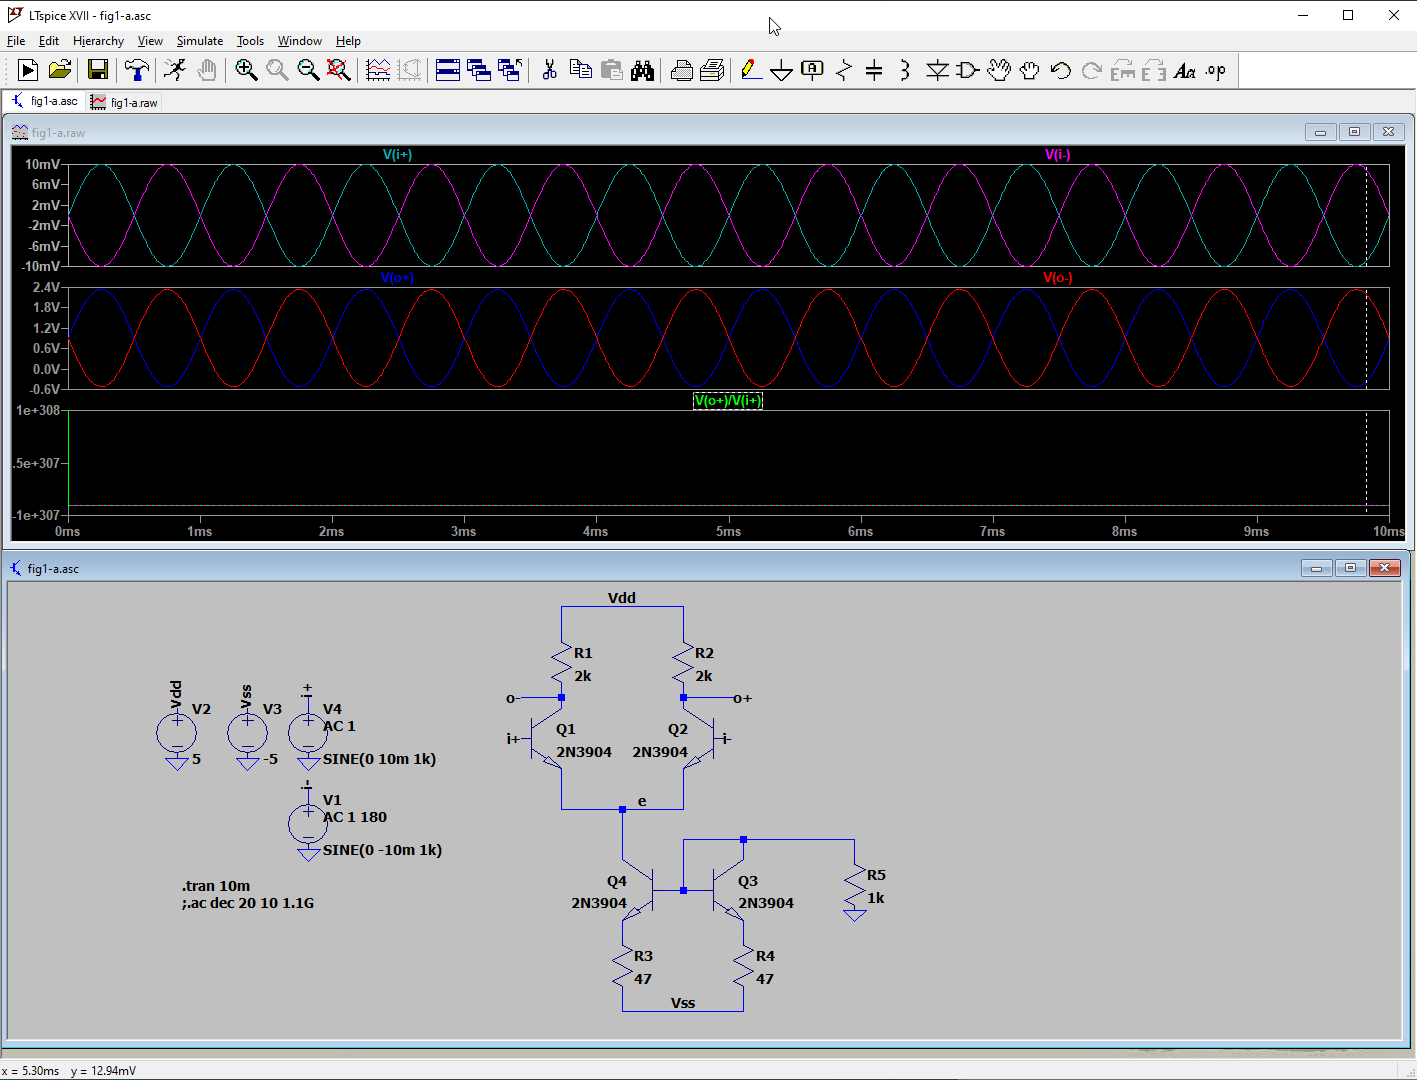 LTspice XVII - fig1-a.asc
File Edit Hierarchy View Simulate Tools Window Help
.op
fig1-a.asc fig1-a.raw
fig1-a.raw
V(i+) V(i-)
10mV
6mV
2mV
-2mV
-6mV
-10mV
V(o+) V(o-)
2.4V
1.8V
1.2V
0.6V
0.0V
-0.6V
V(o+)/V(i+)
1e+308
.5e+307
-1e+307
0ms 1ms 2ms 3ms 4ms 5ms 6ms 7ms 8ms 9ms 10ms
fig1-a.asc
Vdd
R1 R2
2k 2k
o- o+
Vdd Vss i+
V2 V3 V4
AC 1
5 -5 SINE(0 10m 1k)
Q1 Q2
i+ i-
2N3904 2N3904
i-
V1
AC 1 180
SINE(0 -10m 1k)
e
.tran 10m
;.ac dec 20 10 1.1G
Q4 Q3 R5
2N3904 2N3904 1k
R3 R4
47 47
Vss
x = 5.30ms y = 12.94mV